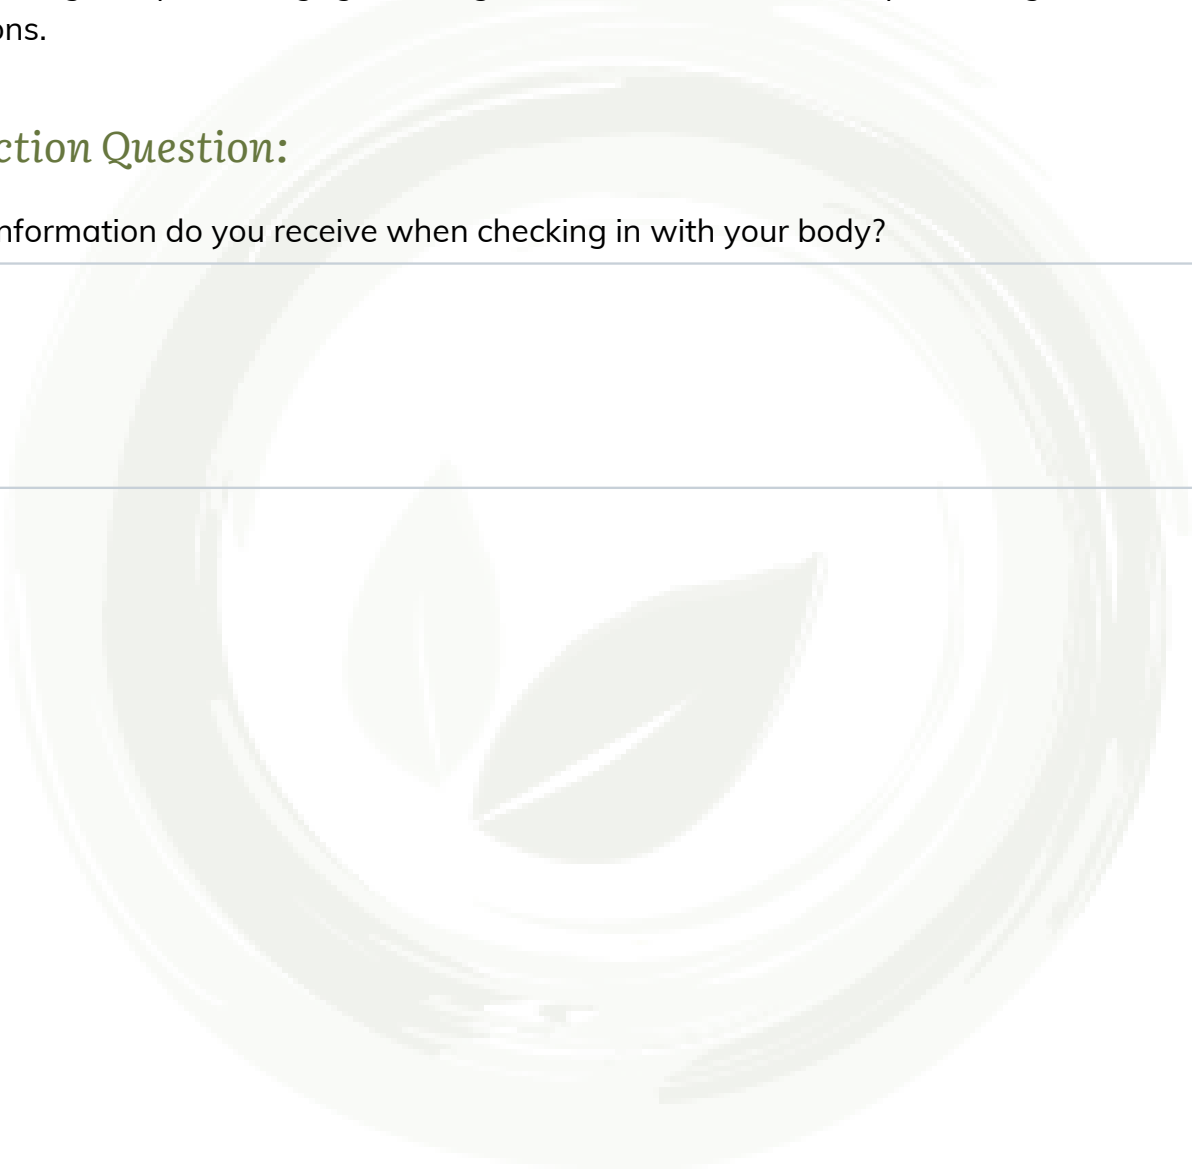 ons.
ction Question:
nformation do you receive when checking in with your body?